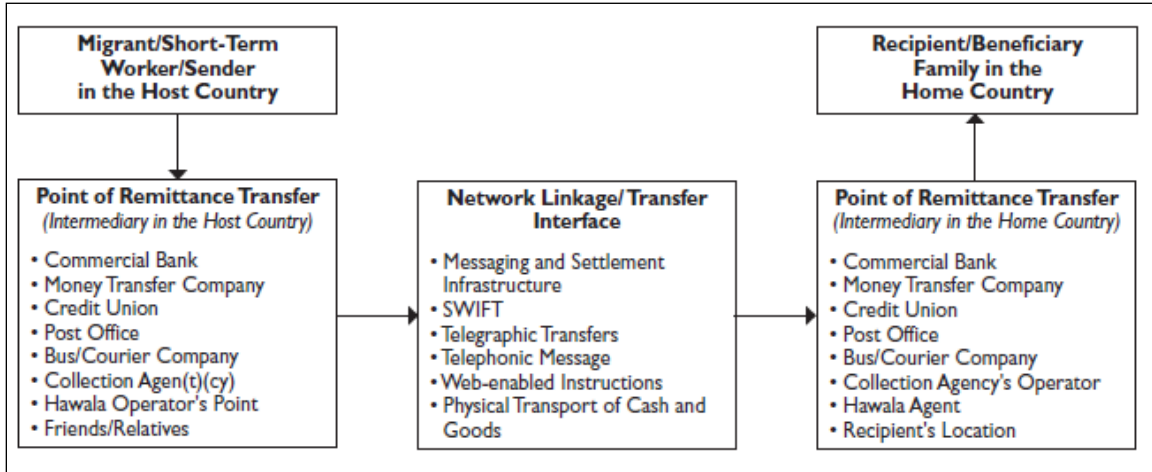 Migrant/Short-Term
Worker/Sender
in the Host Country
Recipient/Beneficiary
Family in the
Home Country
Point of Remittance Transfer
(Intermediary in the Host Country)
• Commercial Bank
• Money Transfer Company
• Credit Union
• Post Office
• Bus/Courier Company
• Collection Agen(t)(cy)
• Hawala Operator's Point
• Friends/Relatives
Network Linkage/Transfer
Interface
• Messaging and Settlement
Infrastructure
• SWIFT
• Telegraphic Transfers
• Telephonic Message
• Web-enabled Instructions
• Physical Transport of Cash and
Goods
Point of Remittance Transfer
(Intermediary in the Home Country)
• Commercial Bank
• Money Transfer Company
• Credit Union
• Post Office
• Bus/Courier Company
• Collection Agency's Operator
• Hawala Agent
• Recipient's Location